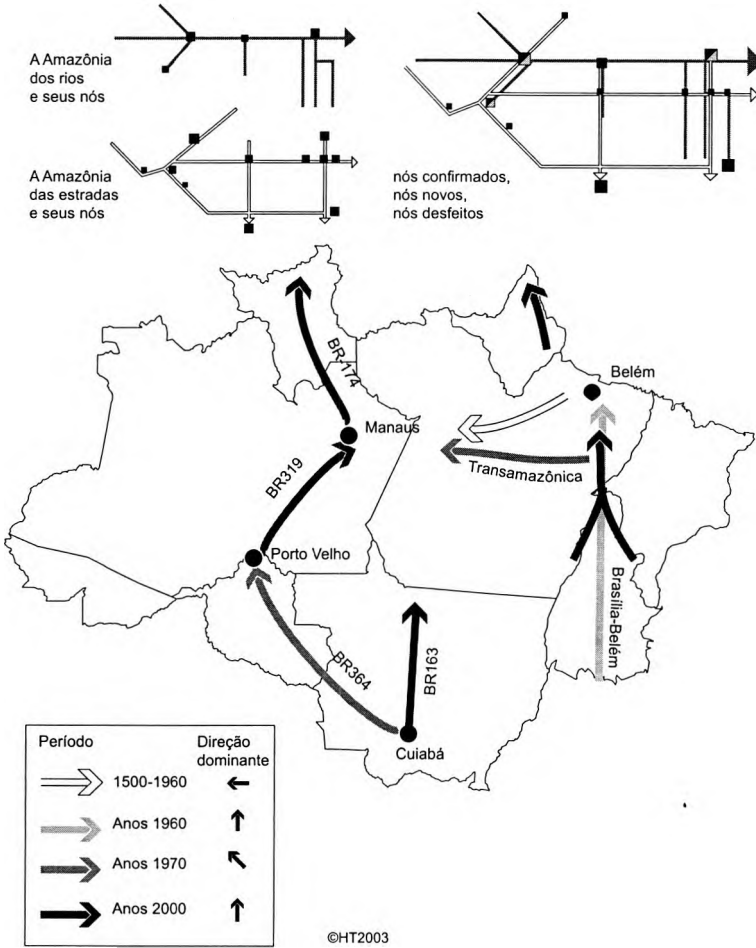 A Amazônia
dos rios
e seus nós
A Amazônia
das estradas
e seus nós
nós confirmados,
nós novos,
nós desfeitos
BR-174
Belém
Manaus
Transamazônica
BR319
Porto Velho
Brasília-Belém
BR364
BR163
Cuiabá
Período
Direção
dominante
1500-1960
Anos 1960
Anos 1970
Anos 2000
©HT2003